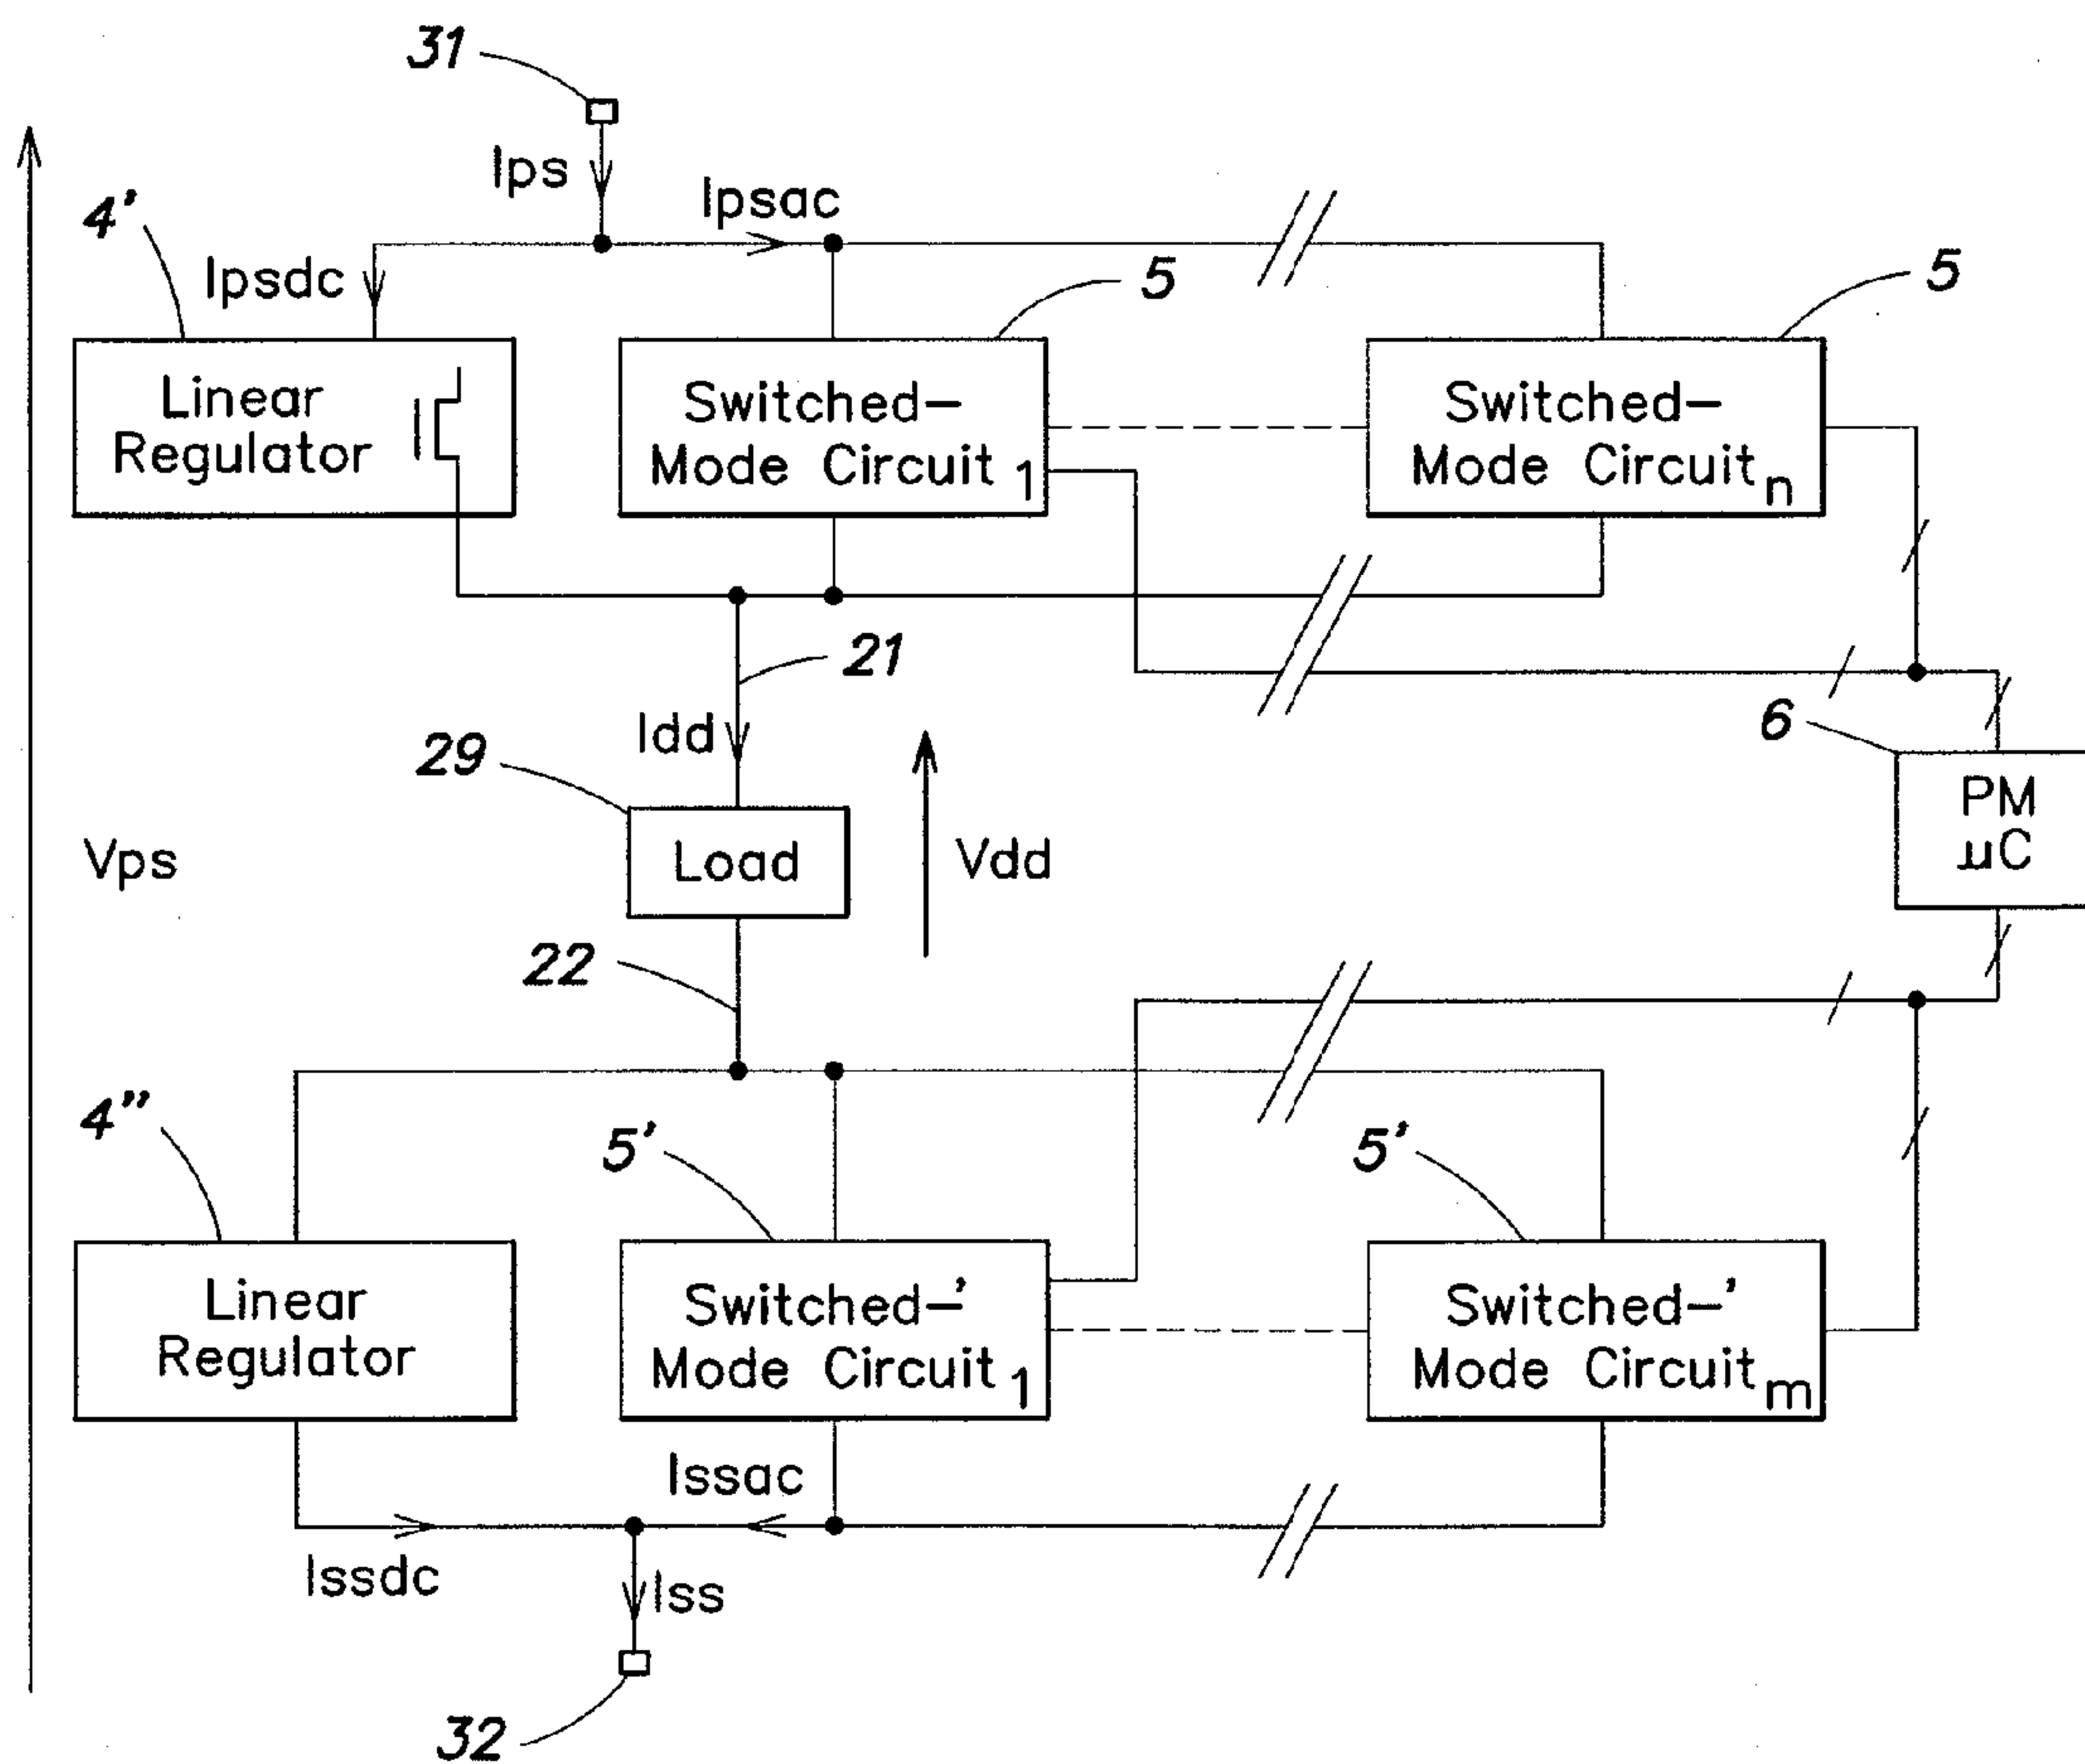 31
Ips
Ipsac
4'
Ipsdc
5
5
Linear
Regulator
Switched-
Mode Circuit 1
Switched-
Mode Circuit n
21
Idd
29
6
Load
Vps
Vdd
PM
µC
22
4"
5'
5'
Linear
Regulator
Switched-'
Mode Circuit 1
Switched-'
Mode Circuit m
Issac
Issdc
Iss
32